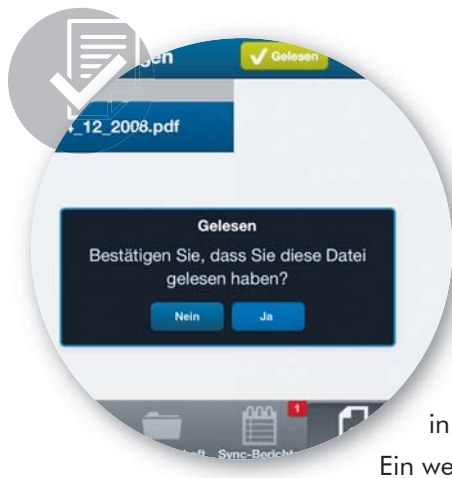 Gelesen
_12_2008.pdf
Gelesen
Bestätigen Sie, dass Sie diese Datei
gelesen haben?
Nein
Ja
1
Sync-Bericht
in
Ein we